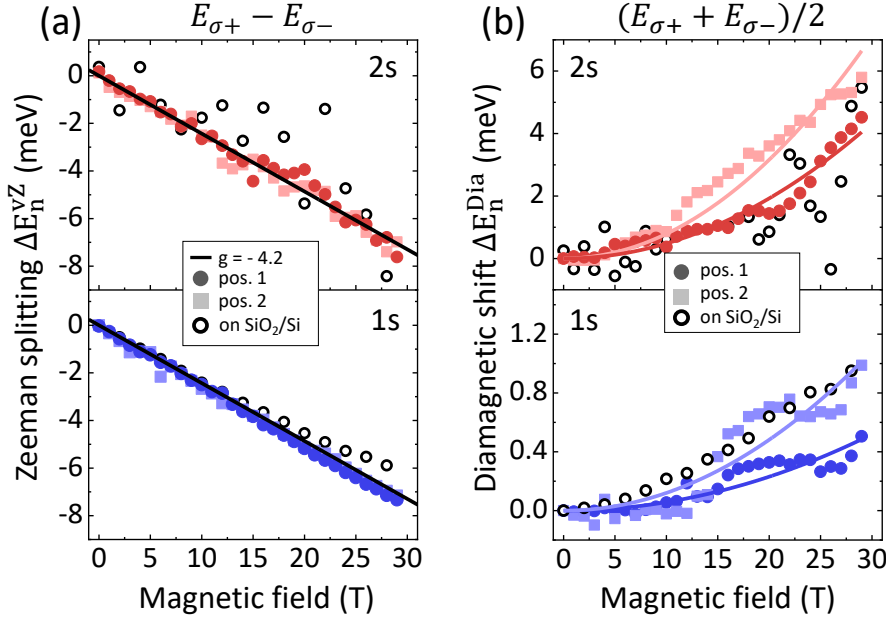 (a)
E_{σ+} − E_{σ−}
2s
0
-2
-4
-6
-8
g = - 4.2
pos. 1
pos. 2
on SiO₂/Si
1s
0
-2
-4
-6
-8
Zeeman splitting ΔE_n^{vZ} (meV)
0 5 10 15 20 25 30
Magnetic field (T)
(b)
(E_{σ+} + E_{σ−})/2
2s
6
4
2
0
pos. 1
pos. 2
on SiO₂/Si
1s
1.2
0.8
0.4
0.0
Diamagnetic shift ΔE_n^{Dia} (meV)
0 5 10 15 20 25 30
Magnetic field (T)